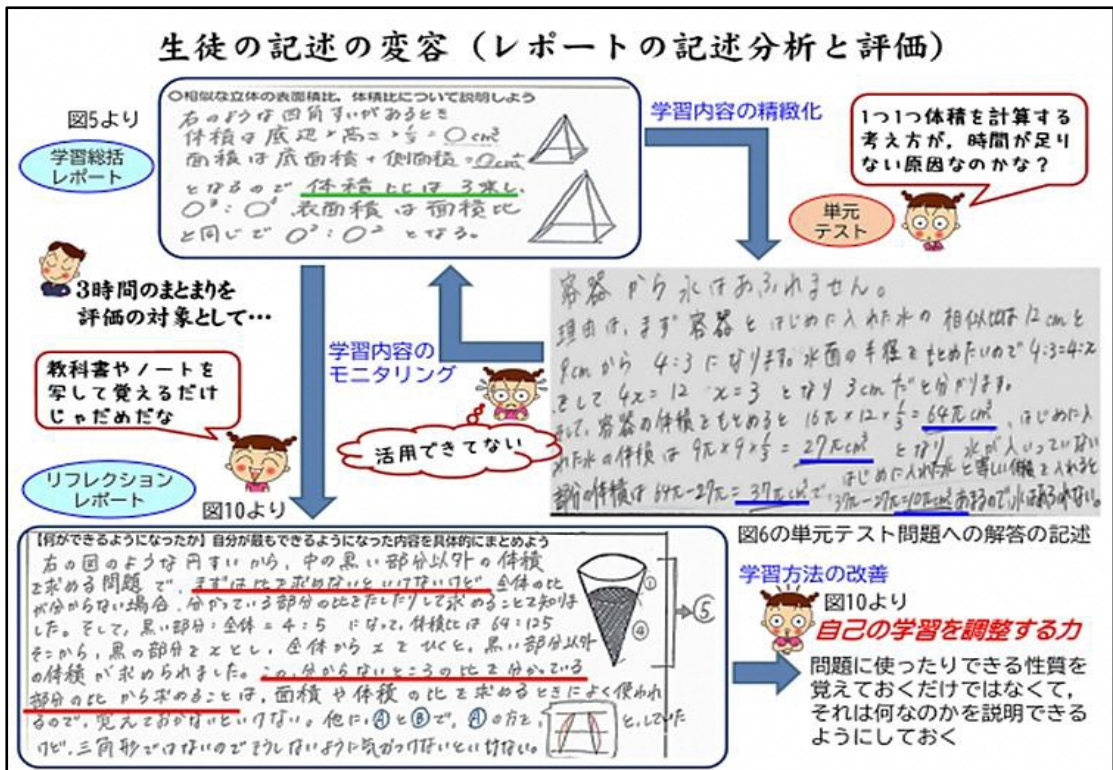 生徒の記述の変容（レポートの記述分析と評価）
図5より
学習総括
レポート
○相似な立体の表面積比，体積比について説明しよう
右のような四角すいがあるとき
体積は底辺×高さ×1/3=○cm³
面積は底面積+側面積=○cm²
となるので体積比は3乗し，
○³：○³ 表面積は面積比
と同じで ○²：○² となる。
学習内容の精緻化
1つ1つ体積を計算する
考え方が，時間が足り
ない原因なのかな？
単元
テスト
3時間のまとまりを
評価の対象として…
教科書やノートを
写して覚えるだけ
じゃだめだな
学習内容の
モニタリング
活用できてない
容器から水はあふれません。
理由は，まず容器とはじめに入れた水の相似比は12cmと
9cmから 4:3 になります。水面の半径をもとめたいので 4:3=4:x
そして 4x=12 x=3 となり 3cm だと分かります。
そして，容器の体積をもとめると 16π×12×1/3=64πcm³，はじめに入
れた水の体積は 9π×9×1/3=27πcm³ となり 水が入っていない
はじめに入れた水と等しい体積を入れると
部分の体積は 64π-27π=37πcm³で 37π-27π=10πcm³あまるので水はあふれない。
図6の単元テスト問題への解答の記述
リフレクション
レポート
図10より
【何ができるようになったか】自分が最もできるようになった内容を具体的にまとめよう
右の図のような円すいから，中の黒い部分以外の体積
を求める問題で，まずは比を求めないといけないけど，全体の比
が分からない場合，分かっている部分の比をたしたりして求めることを知りま
した。そして，黒い部分：全体=4:5 になって，体積比は 64:125
そこから，黒の部分をxとし，全体からxをひくと，黒い部分以外
の体積が求められました。この，分からないところの比を分かっている
部分の比から求めることは，面積や体積の比を求めるときによく使われ
るので，覚えておかないといけない。他に，ⒶとⒷで，Ⓐの方を，
と，していた
けど，三角形ではないのでそうしないように気がつけないといけない。
①
④
⑤
学習方法の改善
図10より
自己の学習を調整する力
問題に使ったりできる性質を
覚えておくだけではなくて，
それは何なのかを説明できる
ようにしておく